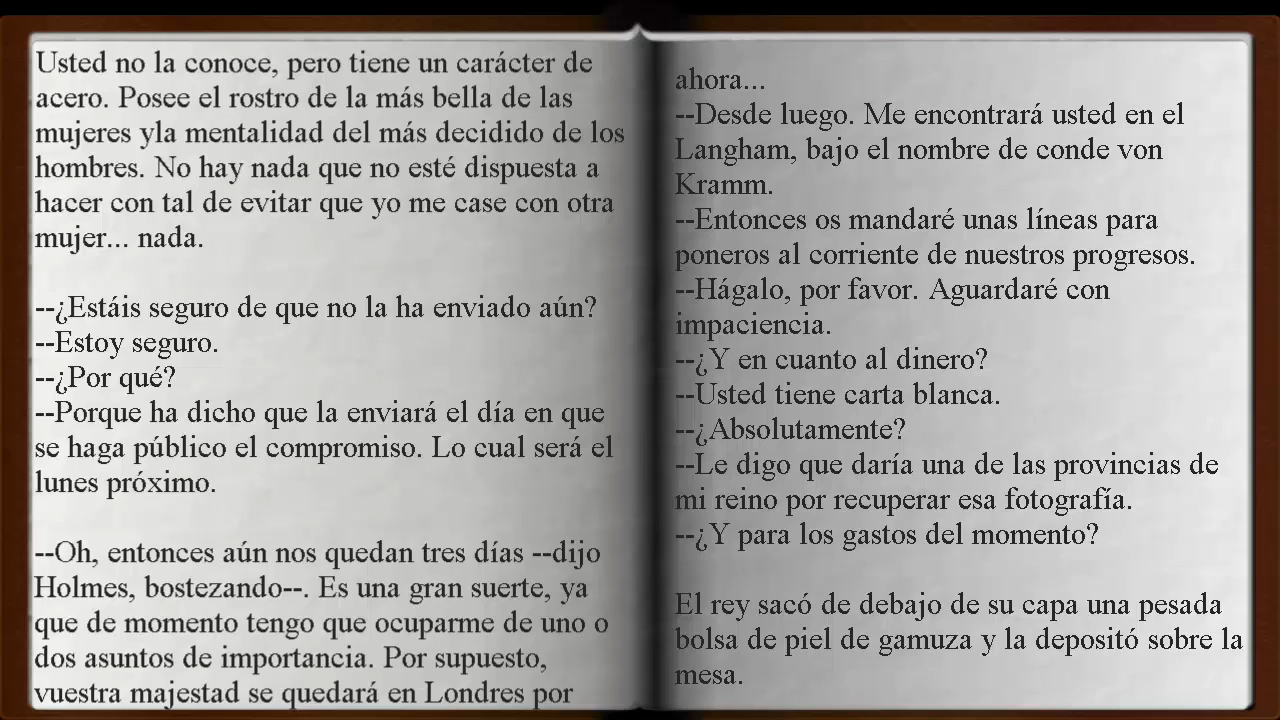 Usted no la conoce, pero tiene un carácter de
acero. Posee el rostro de la más bella de las
mujeres yla mentalidad del más decidido de los
hombres. No hay nada que no esté dispuesta a
hacer con tal de evitar que yo me case con otra
mujer... nada.
--¿Estáis seguro de que no la ha enviado aún?
--Estoy seguro.
--¿Por qué?
--Porque ha dicho que la enviará el día en que
se haga público el compromiso. Lo cual será el
lunes próximo.
--Oh, entonces aún nos quedan tres días --dijo
Holmes, bostezando--. Es una gran suerte, ya
que de momento tengo que ocuparme de uno o
dos asuntos de importancia. Por supuesto,
vuestra majestad se quedará en Londres por
ahora...
--Desde luego. Me encontrará usted en el
Langham, bajo el nombre de conde von
Kramm.
--Entonces os mandaré unas líneas para
poneros al corriente de nuestros progresos.
--Hágalo, por favor. Aguardaré con
impaciencia.
--¿Y en cuanto al dinero?
--Usted tiene carta blanca.
--¿Absolutamente?
--Le digo que daría una de las provincias de
mi reino por recuperar esa fotografía.
--¿Y para los gastos del momento?
El rey sacó de debajo de su capa una pesada
bolsa de piel de gamuza y la depositó sobre la
mesa.